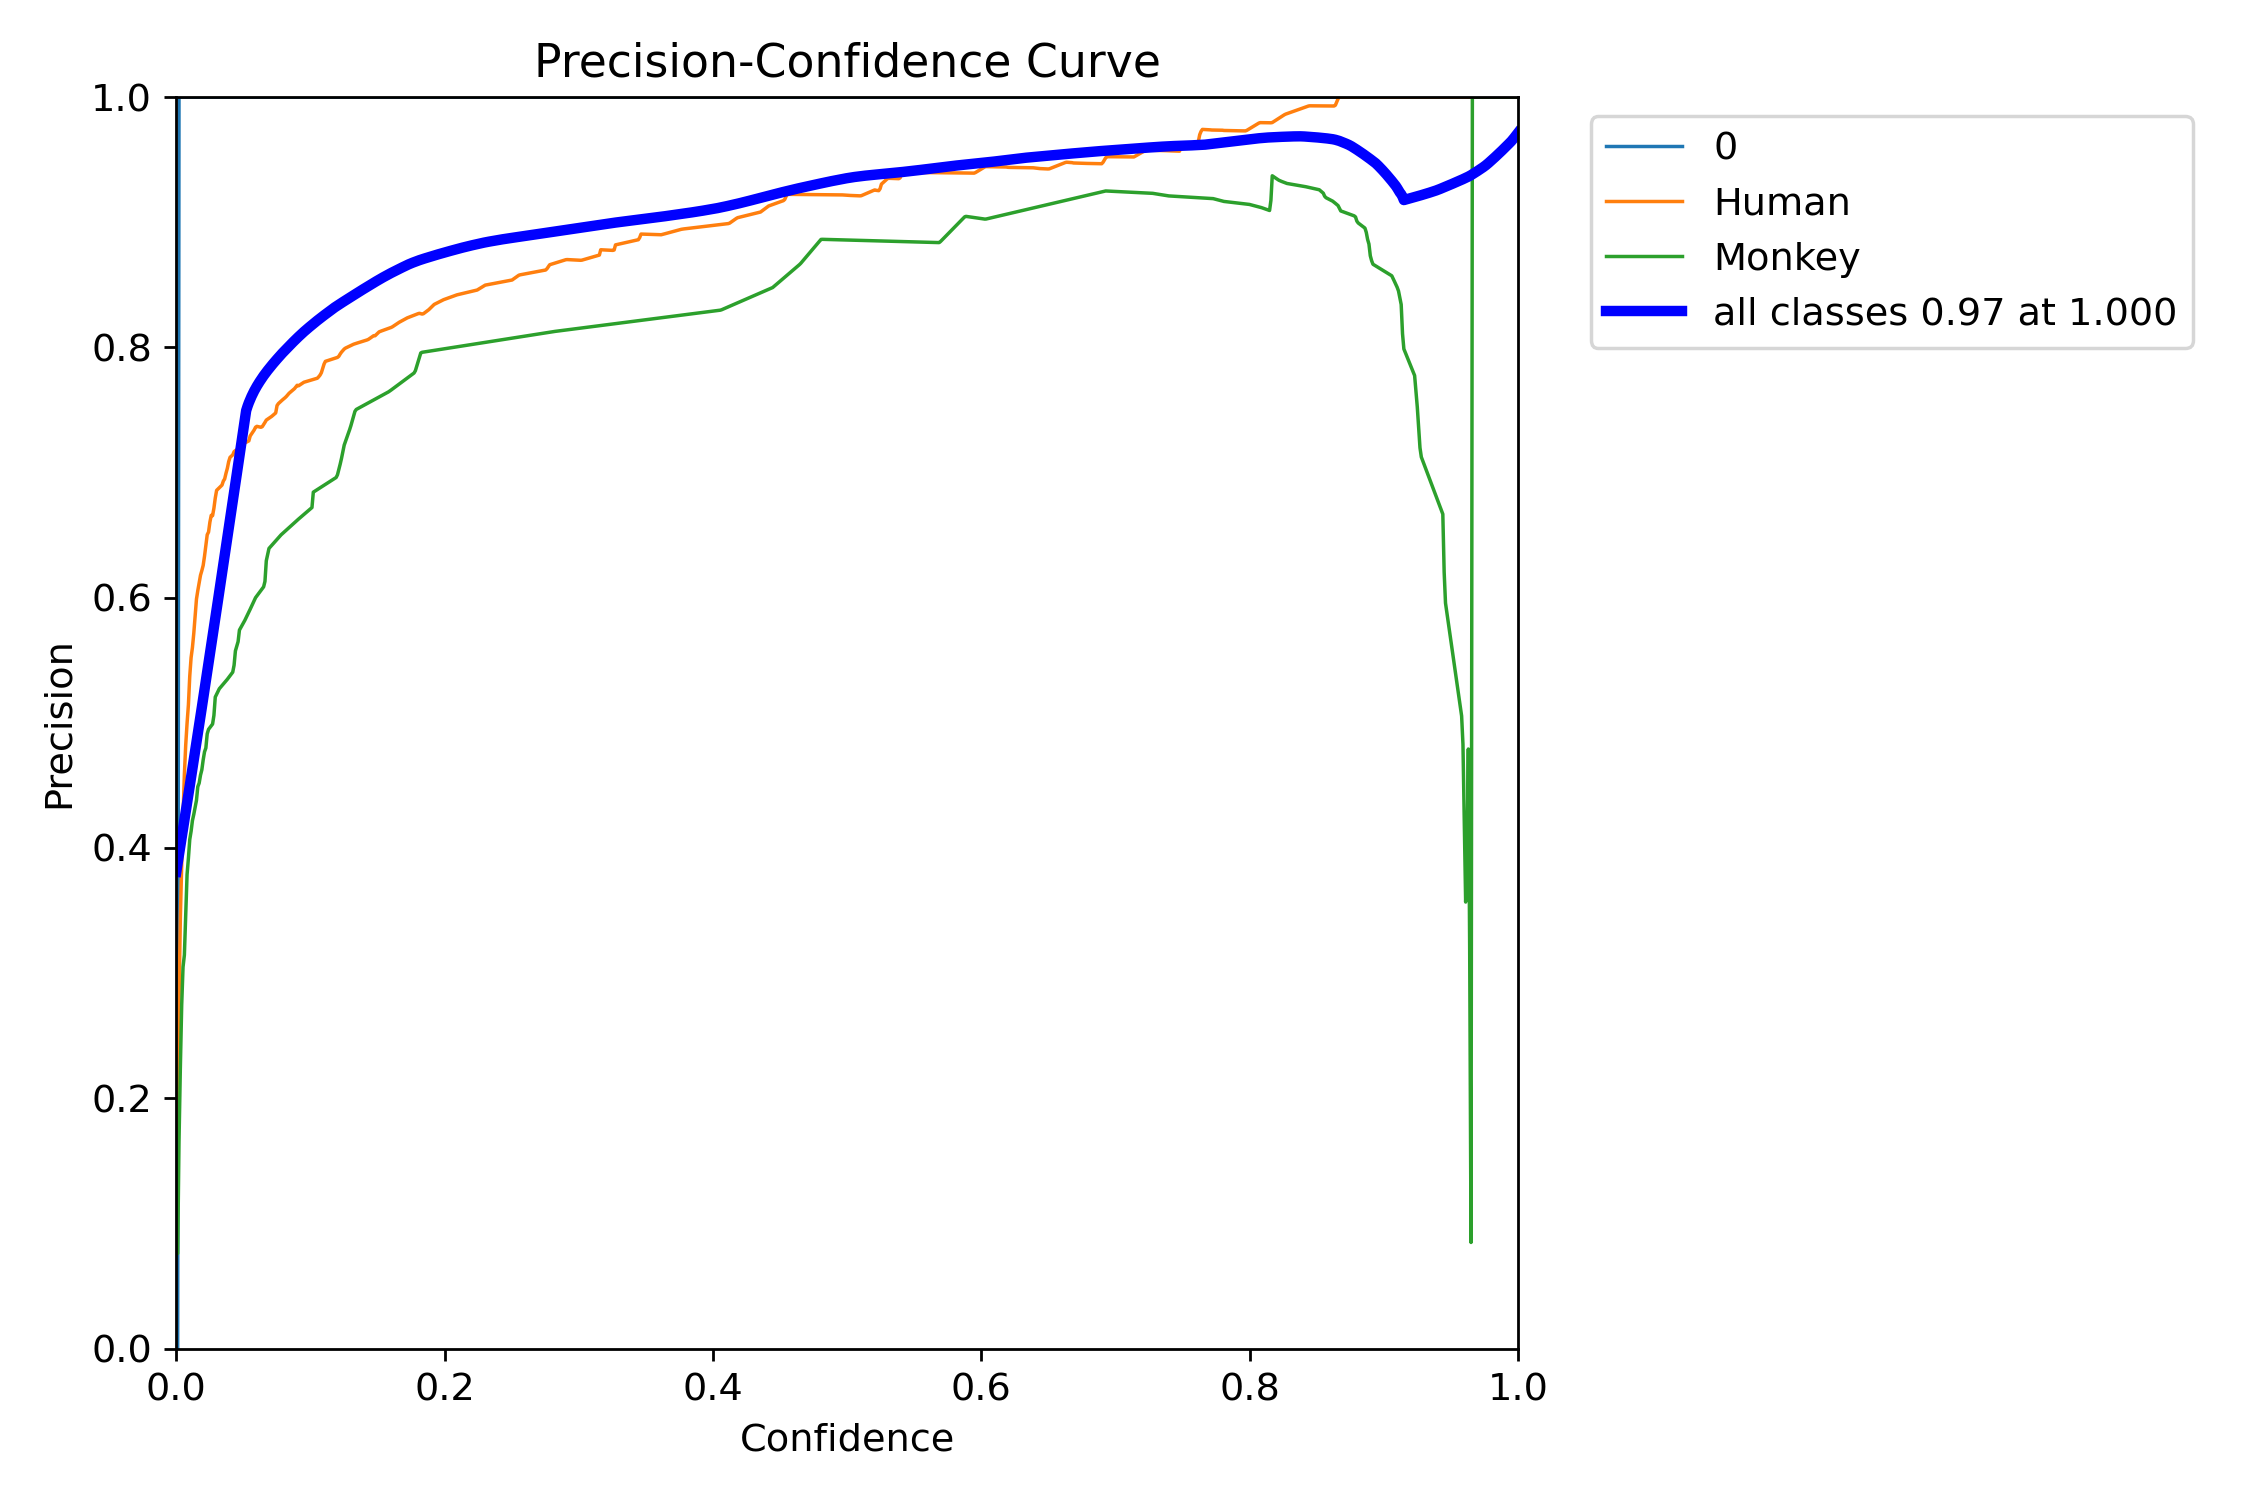 Precision-Confidence Curve
1.0
0.8
0.6
0.4
0.2
0.0
Precision
0.0 0.2 0.4 0.6 0.8 1.0
Confidence
0
Human
Monkey
all classes 0.97 at 1.000